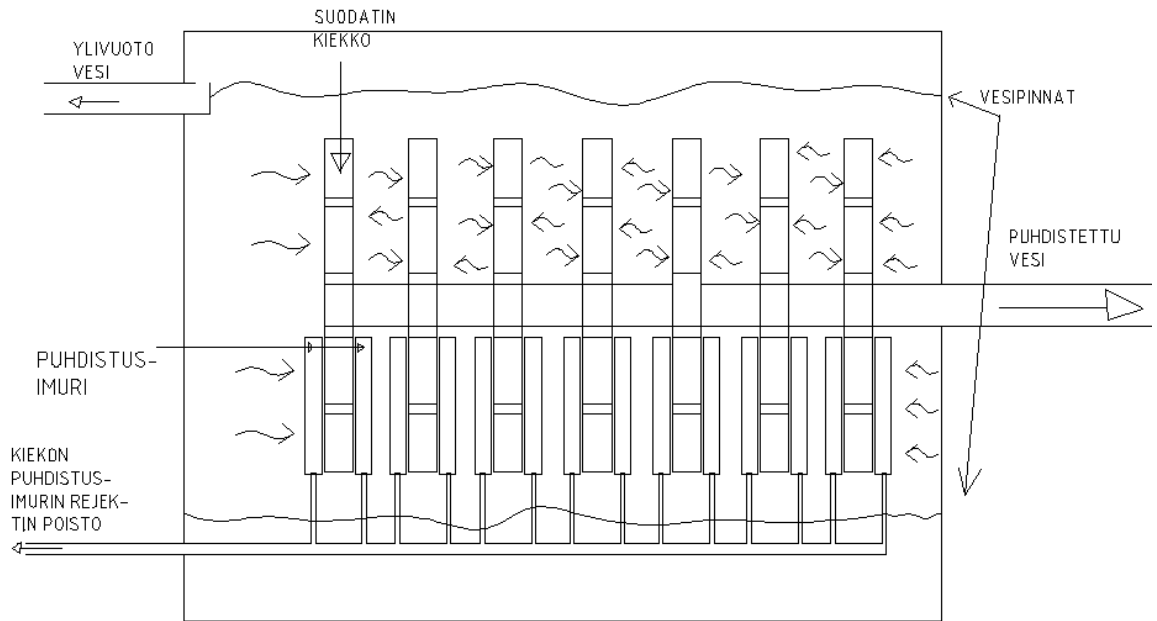 SUODATIN
KIEKKO
YLIVUOTO
VESI
VESIPINNAT
PUHDISTETTU
VESI
PUHDISTUS-
IMURI
KIEKON
PUHDISTUS-
IMURIN REJEK-
TIN POISTO